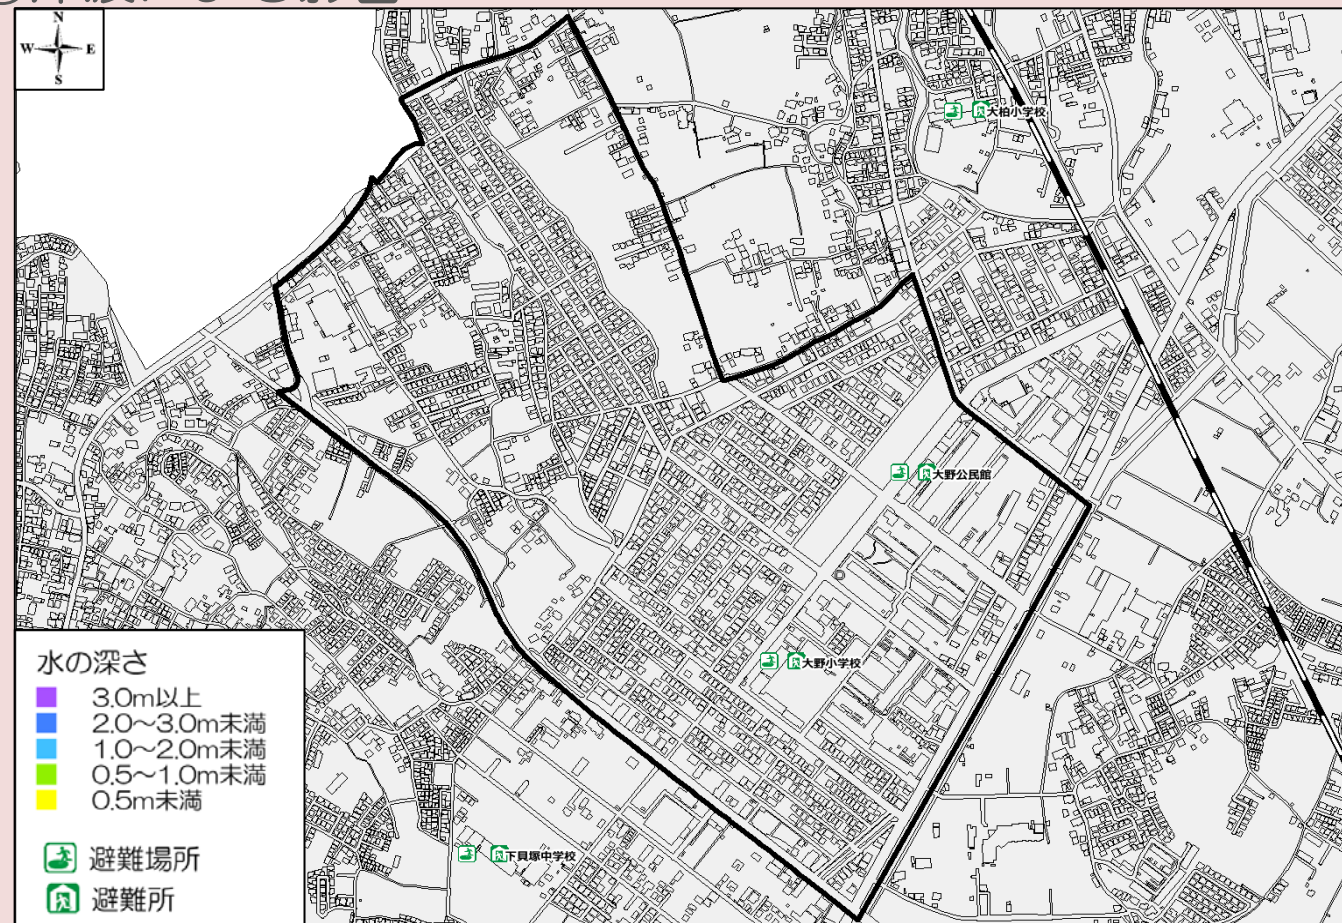 N
W E
S
大柏小学校
大野公民館
大野小学校
下貝塚中学校
水の深さ
3.0m以上
2.0～3.0m未満
1.0～2.0m未満
0.5～1.0m未満
0.5m未満
避難場所
避難所